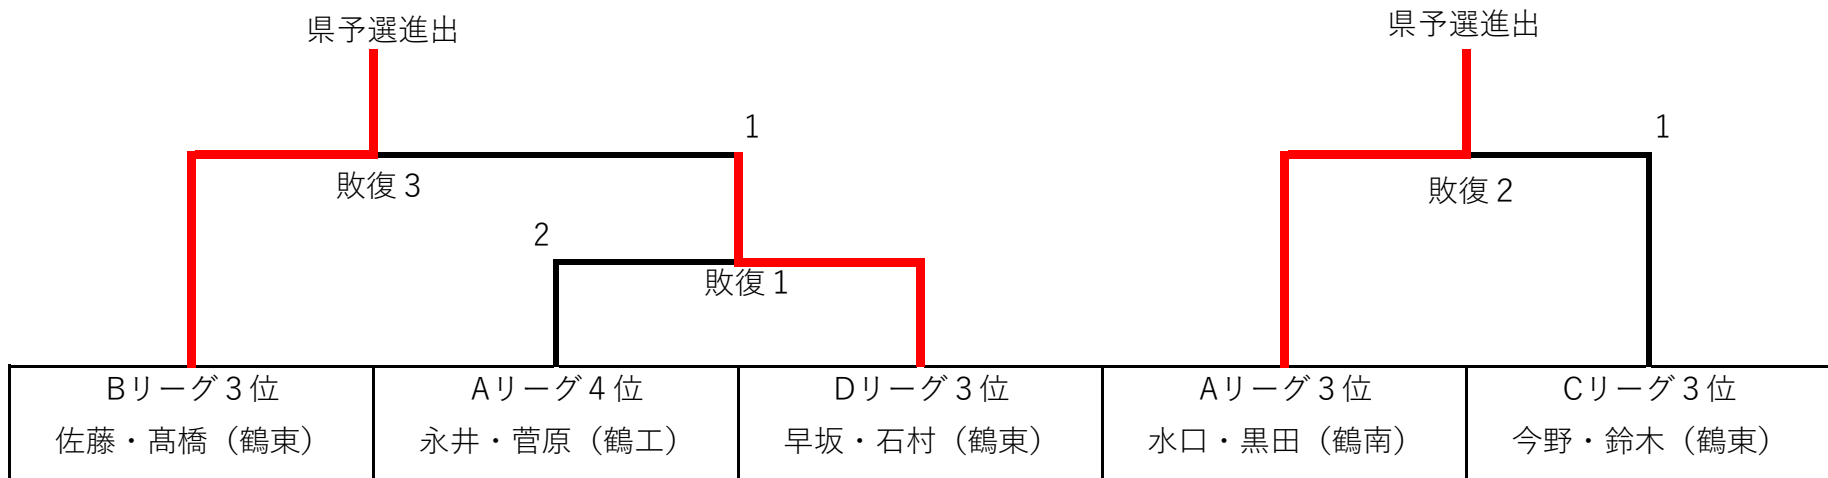 県予選進出
県予選進出
1
1
敗復３
敗復２
2
敗復１
Bリーグ３位
Aリーグ４位
Dリーグ３位
Aリーグ３位
Cリーグ３位
佐藤・髙橋（鶴東）
永井・菅原（鶴工）
早坂・石村（鶴東）
水口・黒田（鶴南）
今野・鈴木（鶴東）